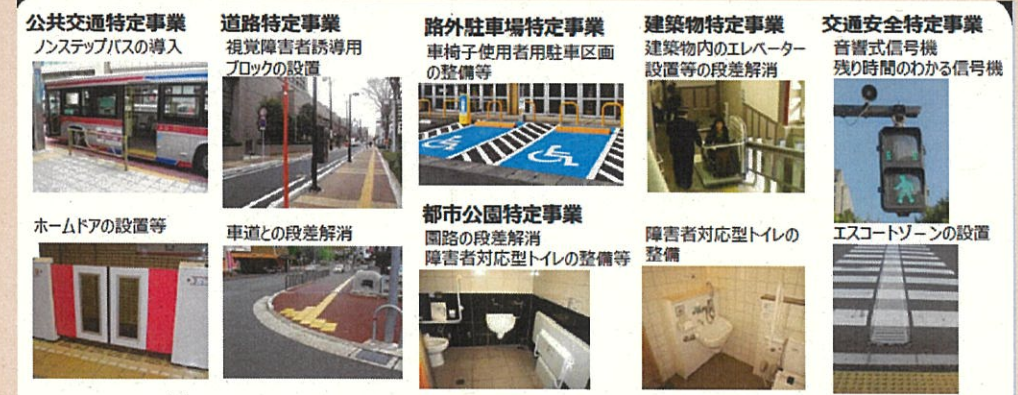 公共交通特定事業
ノンステップバスの導入
ホームドアの設置等
道路特定事業
視覚障害者誘導用
ブロックの設置
車道との段差解消
路外駐車場特定事業
車椅子使用者用駐車区画
の整備等
都市公園特定事業
園路の段差解消
障害者対応型トイレの整備等
建築物特定事業
建築物内のエレベーター
設置等の段差解消
障害者対応型トイレの
整備
交通安全特定事業
音響式信号機
残り時間のわかる信号機
エスコートゾーンの設置